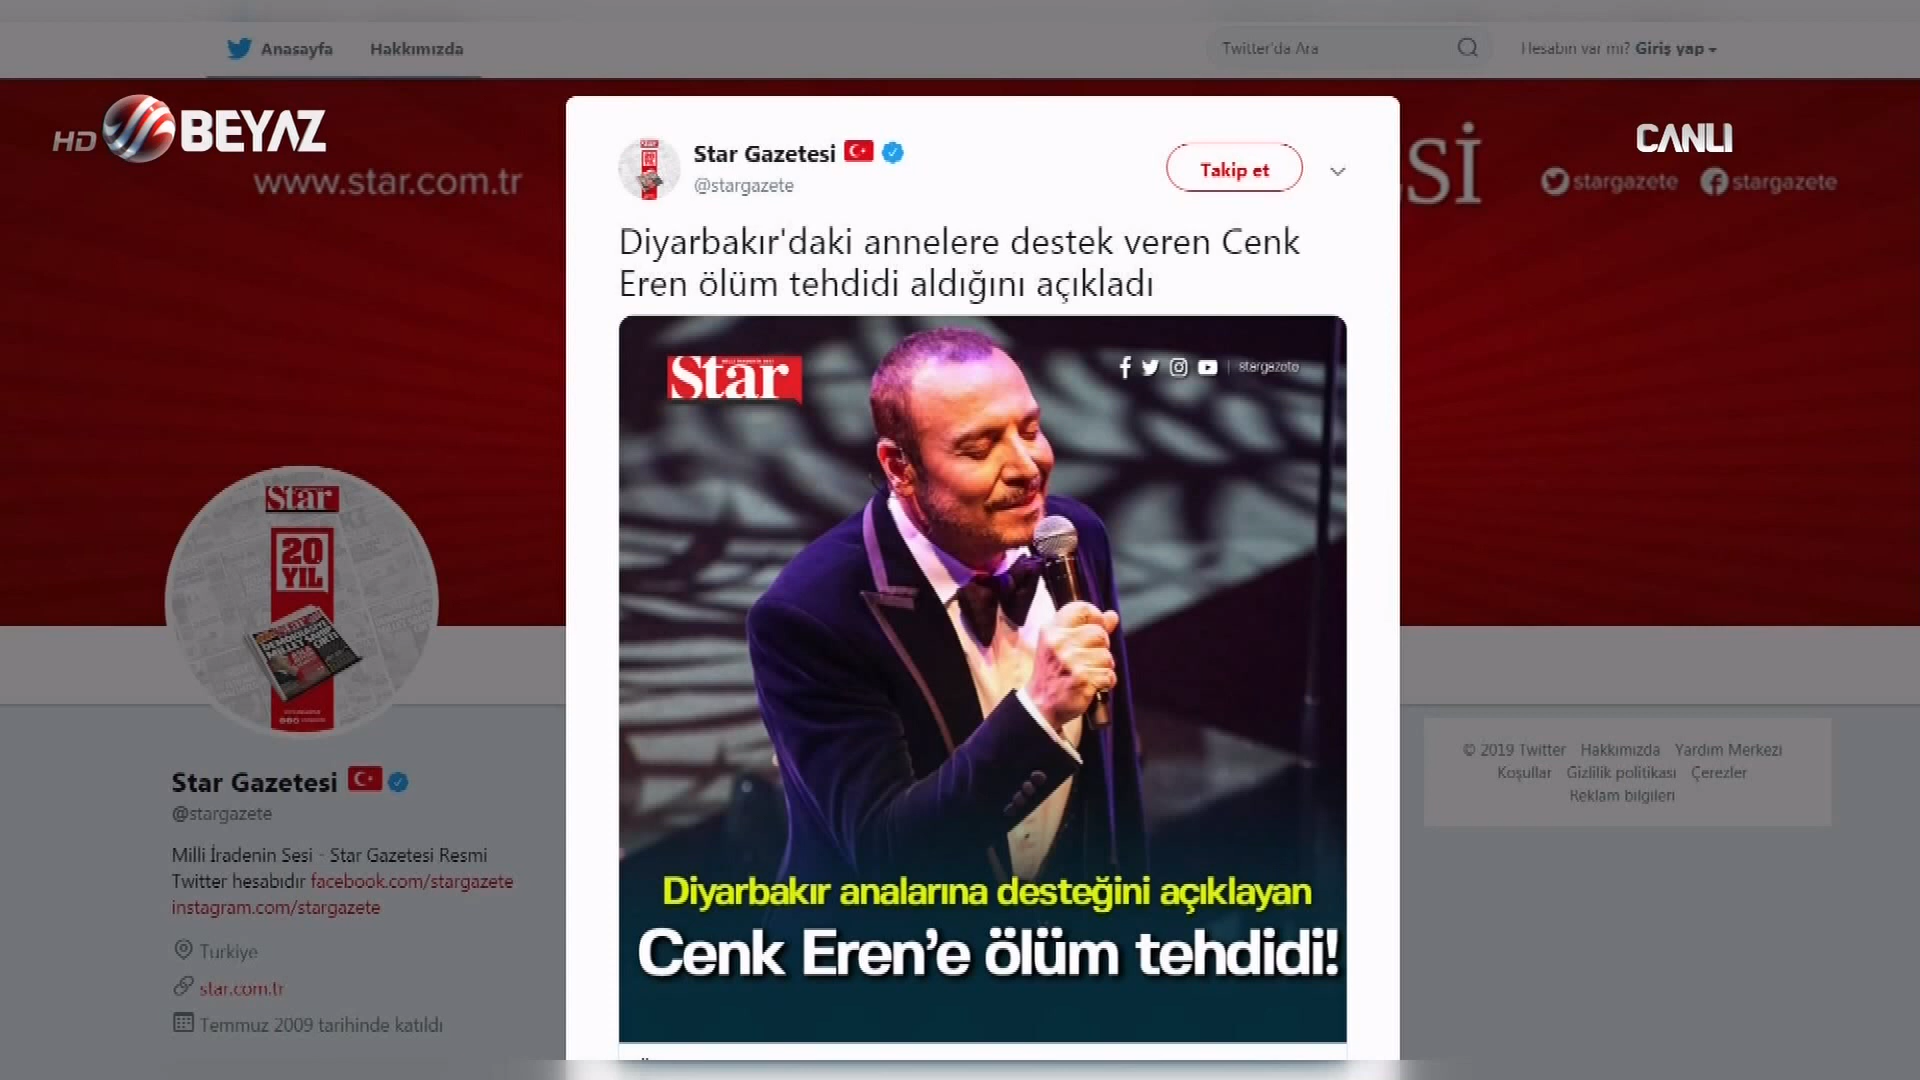 Anasayfa Hakkımızda
Twitter'da Ara
Hesabın var mı? Giriş yap
HD BEYAZ
CANLI
www.star.com.tr
Sİ
stargazete stargazete
Star Gazetesi
@stargazete
Takip et
Diyarbakır'daki annelere destek veren Cenk
Eren ölüm tehdidi aldığını açıkladı
Star
stargazete
Diyarbakır analarına desteğini açıklayan
Cenk Eren'e ölüm tehdidi!
Star
20
YIL
Star Gazetesi
@stargazete
Milli İradenin Sesi - Star Gazetesi Resmi
Twitter hesabıdır facebook.com/stargazete
instagram.com/stargazete
Türkiye
star.com.tr
Temmuz 2009 tarihinde katıldı
© 2019 Twitter Hakkımızda Yardım Merkezi
Koşullar Gizlilik politikası Çerezler
Reklam bilgileri